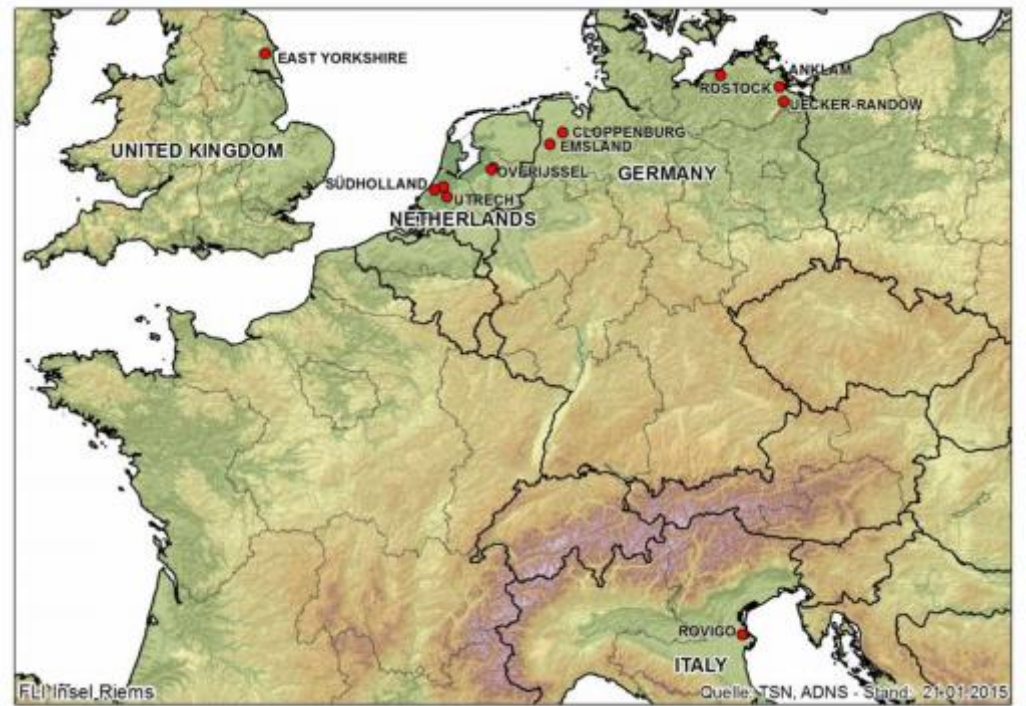 EAST YORKSHIRE
ANKLAM
ROSTOCK
UECKER-RANDOW
CLOPPENBURG
EMSLAND
UNITED KINGDOM
OVERIJSSEL
GERMANY
SÜDHOLLAND
UTRECHT
NETHERLANDS
ROVIGO
ITALY
FLI Insel Riems
Quelle: TSN, ADNS - Stand: 21.01.2015